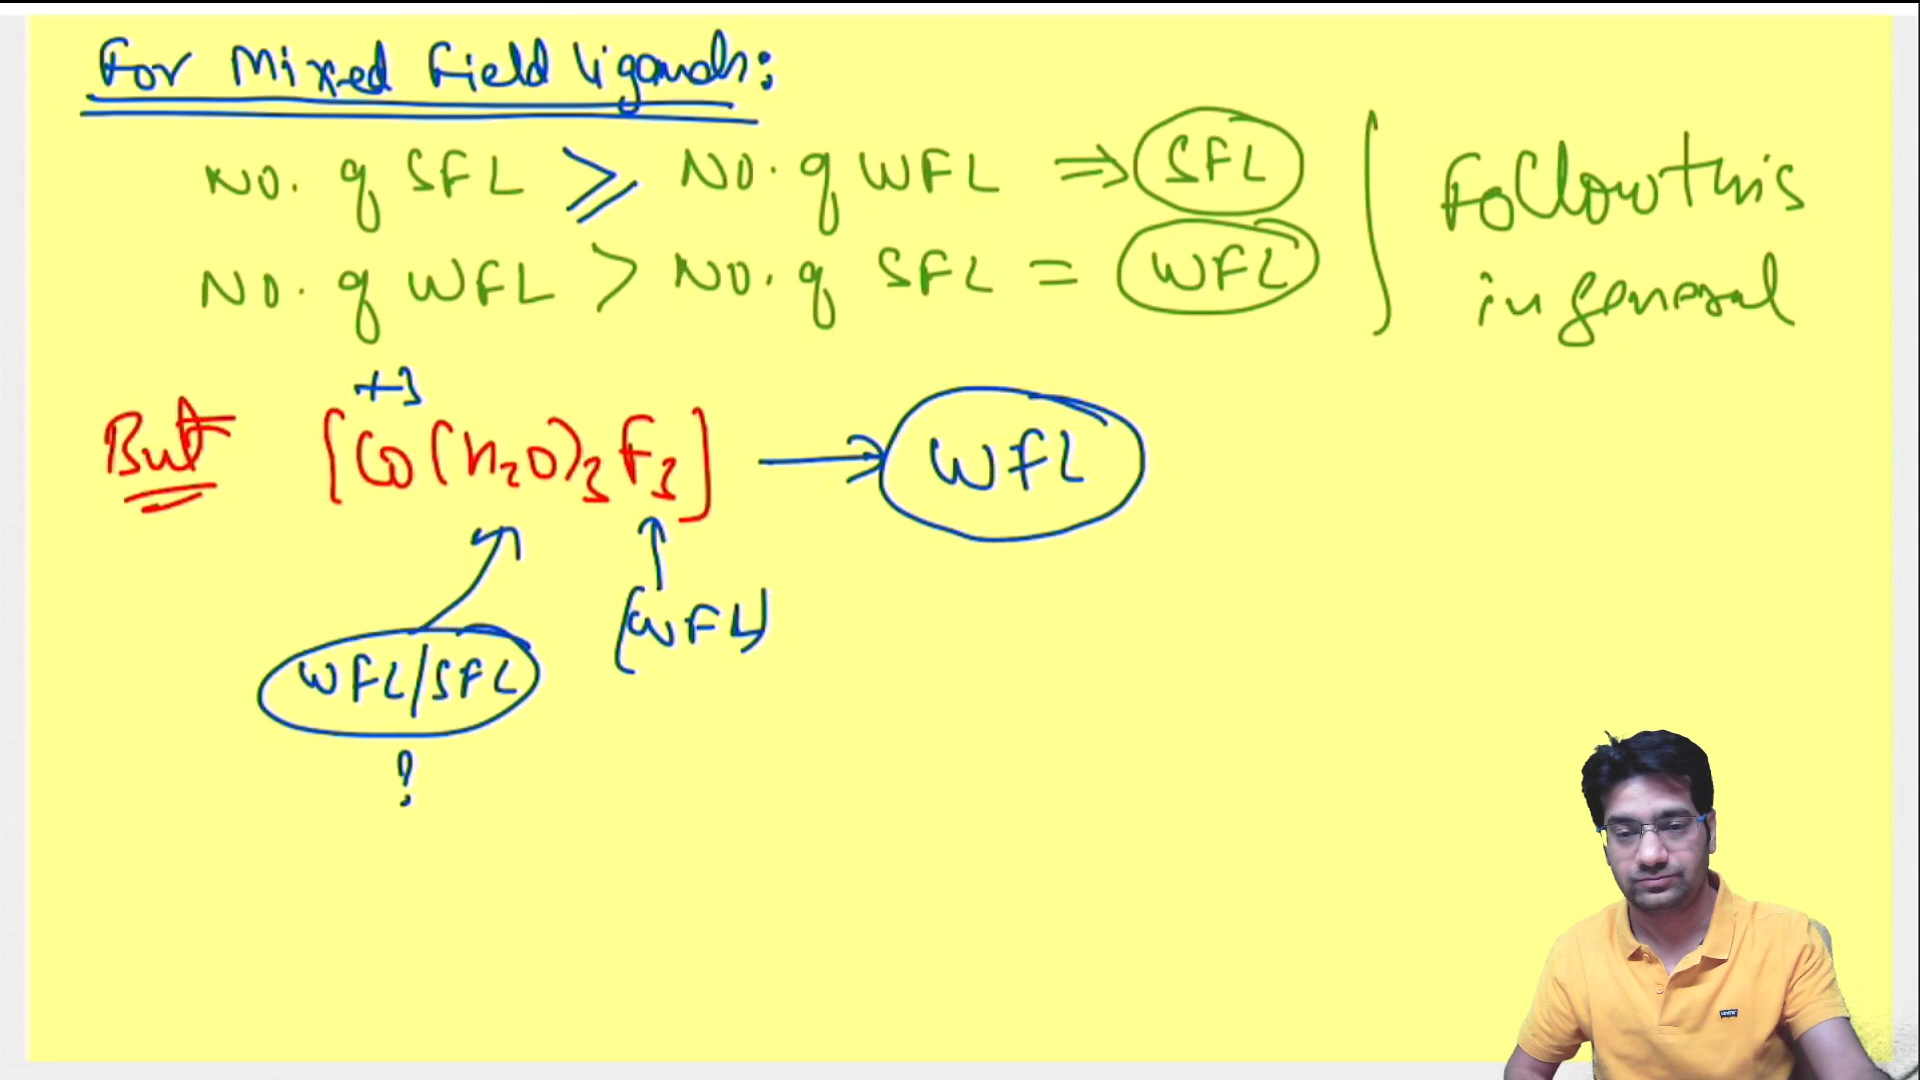 For Mixed Field Ligands:
No. of SFL ≥ No. of WFL ⇒ SFL
No. of WFL > No. of SFL = WFL
Follow this
in general
+3
But [Co(H2O)3F3] → WFL
(WFL)
WFL/SFL
?